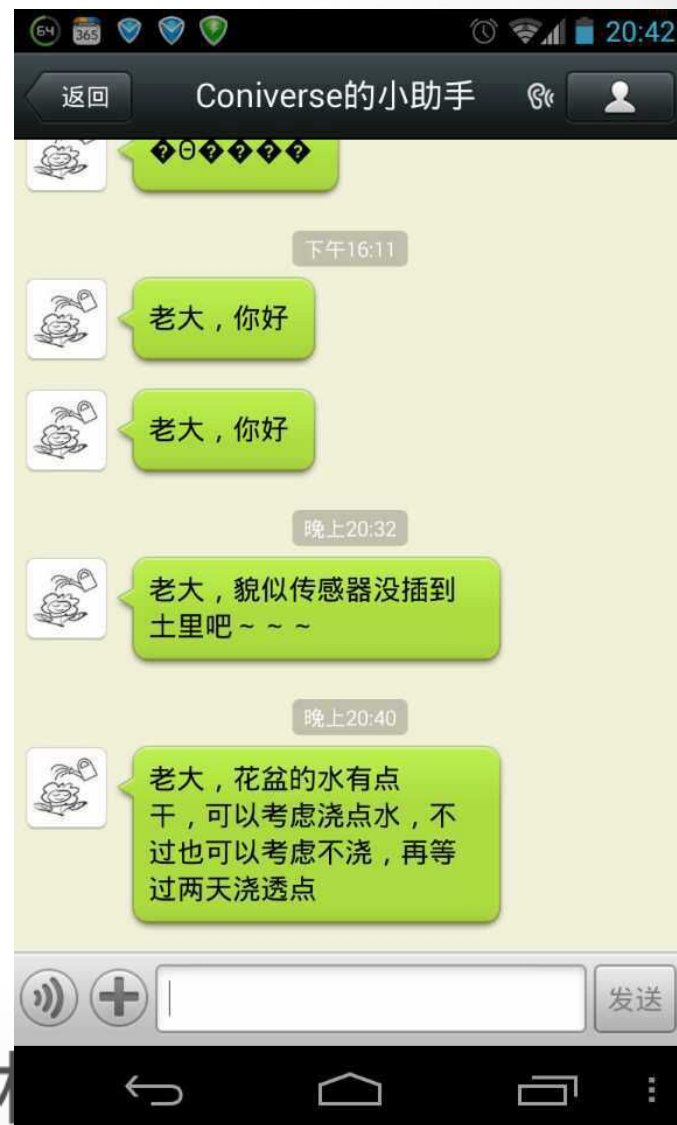 64 365 20:42
返回 Coniverse的小助手
�Θ����
下午16:11
老大，你好
老大，你好
晚上20:32
老大，貌似传感器没插到
土里吧～～～
晚上20:40
老大，花盆的水有点
干，可以考虑浇点水，不
过也可以考虑不浇，再等
过两天浇透点
发送